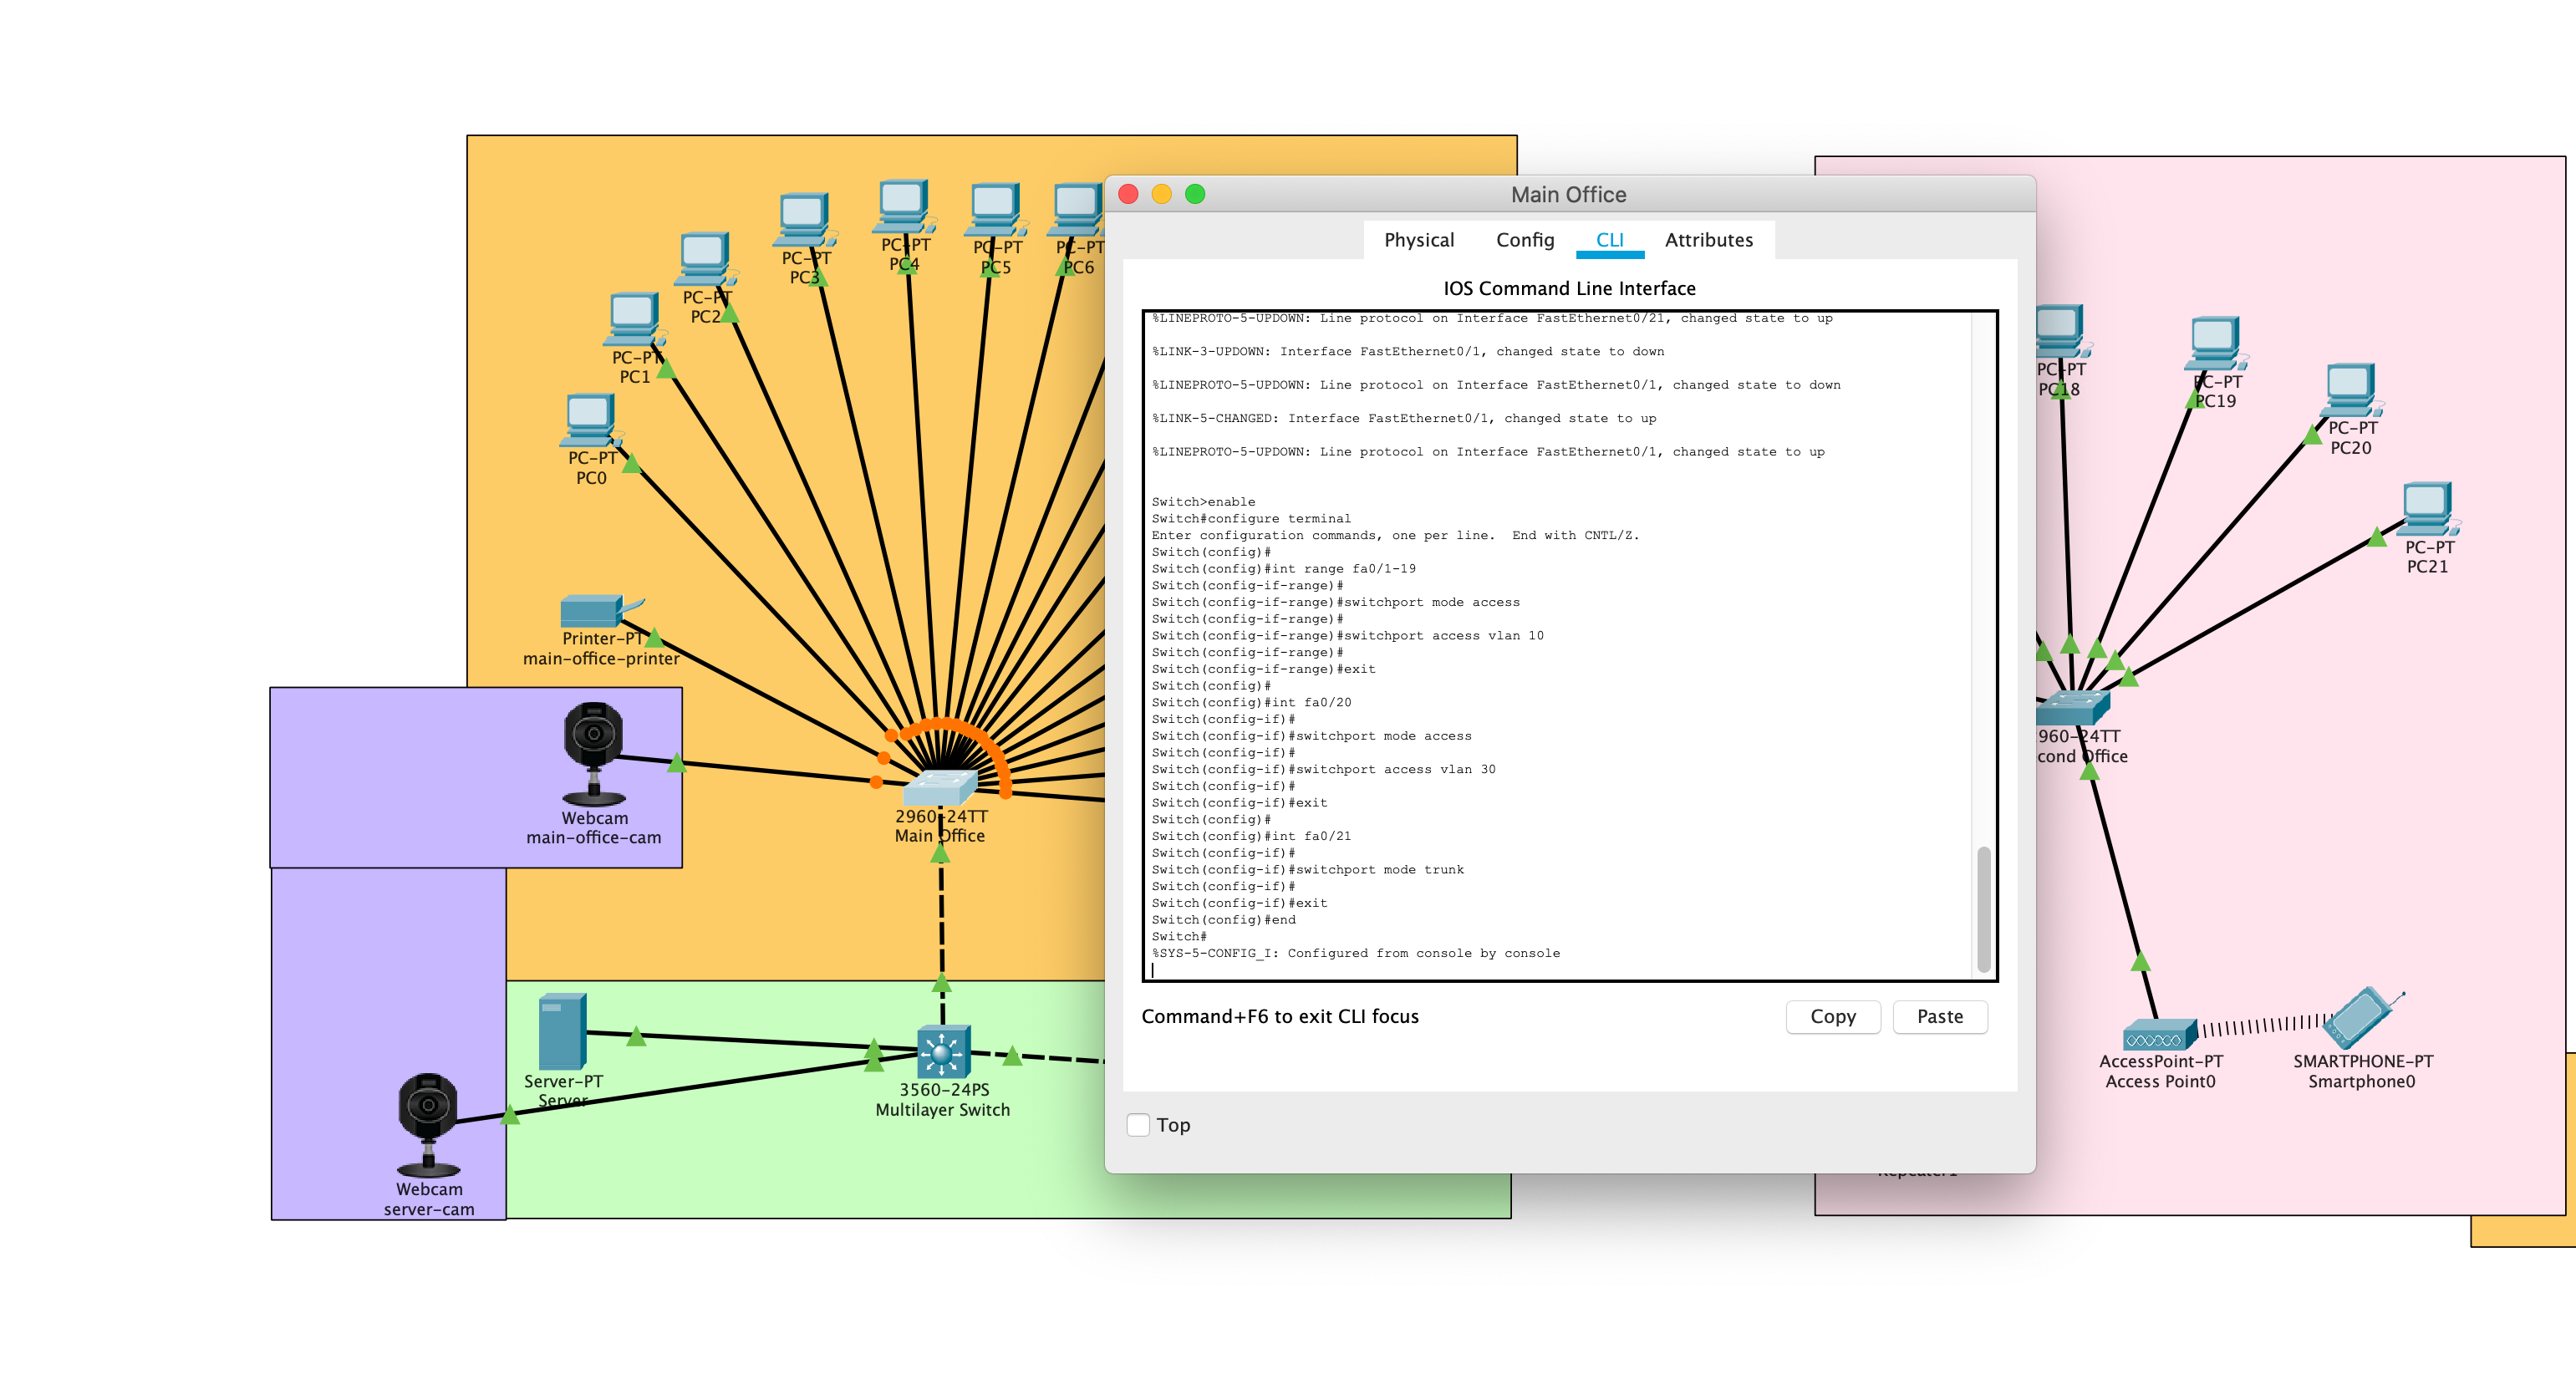 PC-PT
PC0
PC-PT
PC1
PC-PT
PC2
PC-PT
PC3
PC-PT
PC4
PC-PT
PC5
PC-PT
PC6
Printer-PT
main-office-printer
Webcam
main-office-cam
2960-24TT
Main Office
Server-PT
Server
Webcam
server-cam
3560-24PS
Multilayer Switch
Main Office
Physical
Config
CLI
Attributes
IOS Command Line Interface
%LINEPROTO-5-UPDOWN: Line protocol on Interface FastEthernet0/21, changed state to up
%LINK-3-UPDOWN: Interface FastEthernet0/1, changed state to down
%LINEPROTO-5-UPDOWN: Line protocol on Interface FastEthernet0/1, changed state to down
%LINK-5-CHANGED: Interface FastEthernet0/1, changed state to up
%LINEPROTO-5-UPDOWN: Line protocol on Interface FastEthernet0/1, changed state to up
Switch>enable
Switch#configure terminal
Enter configuration commands, one per line.  End with CNTL/Z.
Switch(config)#
Switch(config)#int range fa0/1-19
Switch(config-if-range)#
Switch(config-if-range)#switchport mode access
Switch(config-if-range)#
Switch(config-if-range)#switchport access vlan 10
Switch(config-if-range)#
Switch(config-if-range)#exit
Switch(config)#
Switch(config)#int fa0/20
Switch(config-if)#
Switch(config-if)#switchport mode access
Switch(config-if)#
Switch(config-if)#switchport access vlan 30
Switch(config-if)#
Switch(config-if)#exit
Switch(config)#
Switch(config)#int fa0/21
Switch(config-if)#
Switch(config-if)#switchport mode trunk
Switch(config-if)#
Switch(config-if)#exit
Switch(config)#end
Switch#
%SYS-5-CONFIG_I: Configured from console by console
Command+F6 to exit CLI focus
Copy
Paste
Top
PC-PT
PC18
PC-PT
PC19
PC-PT
PC20
PC-PT
PC21
960-24TT
cond Office
AccessPoint-PT
Access Point0
SMARTPHONE-PT
Smartphone0